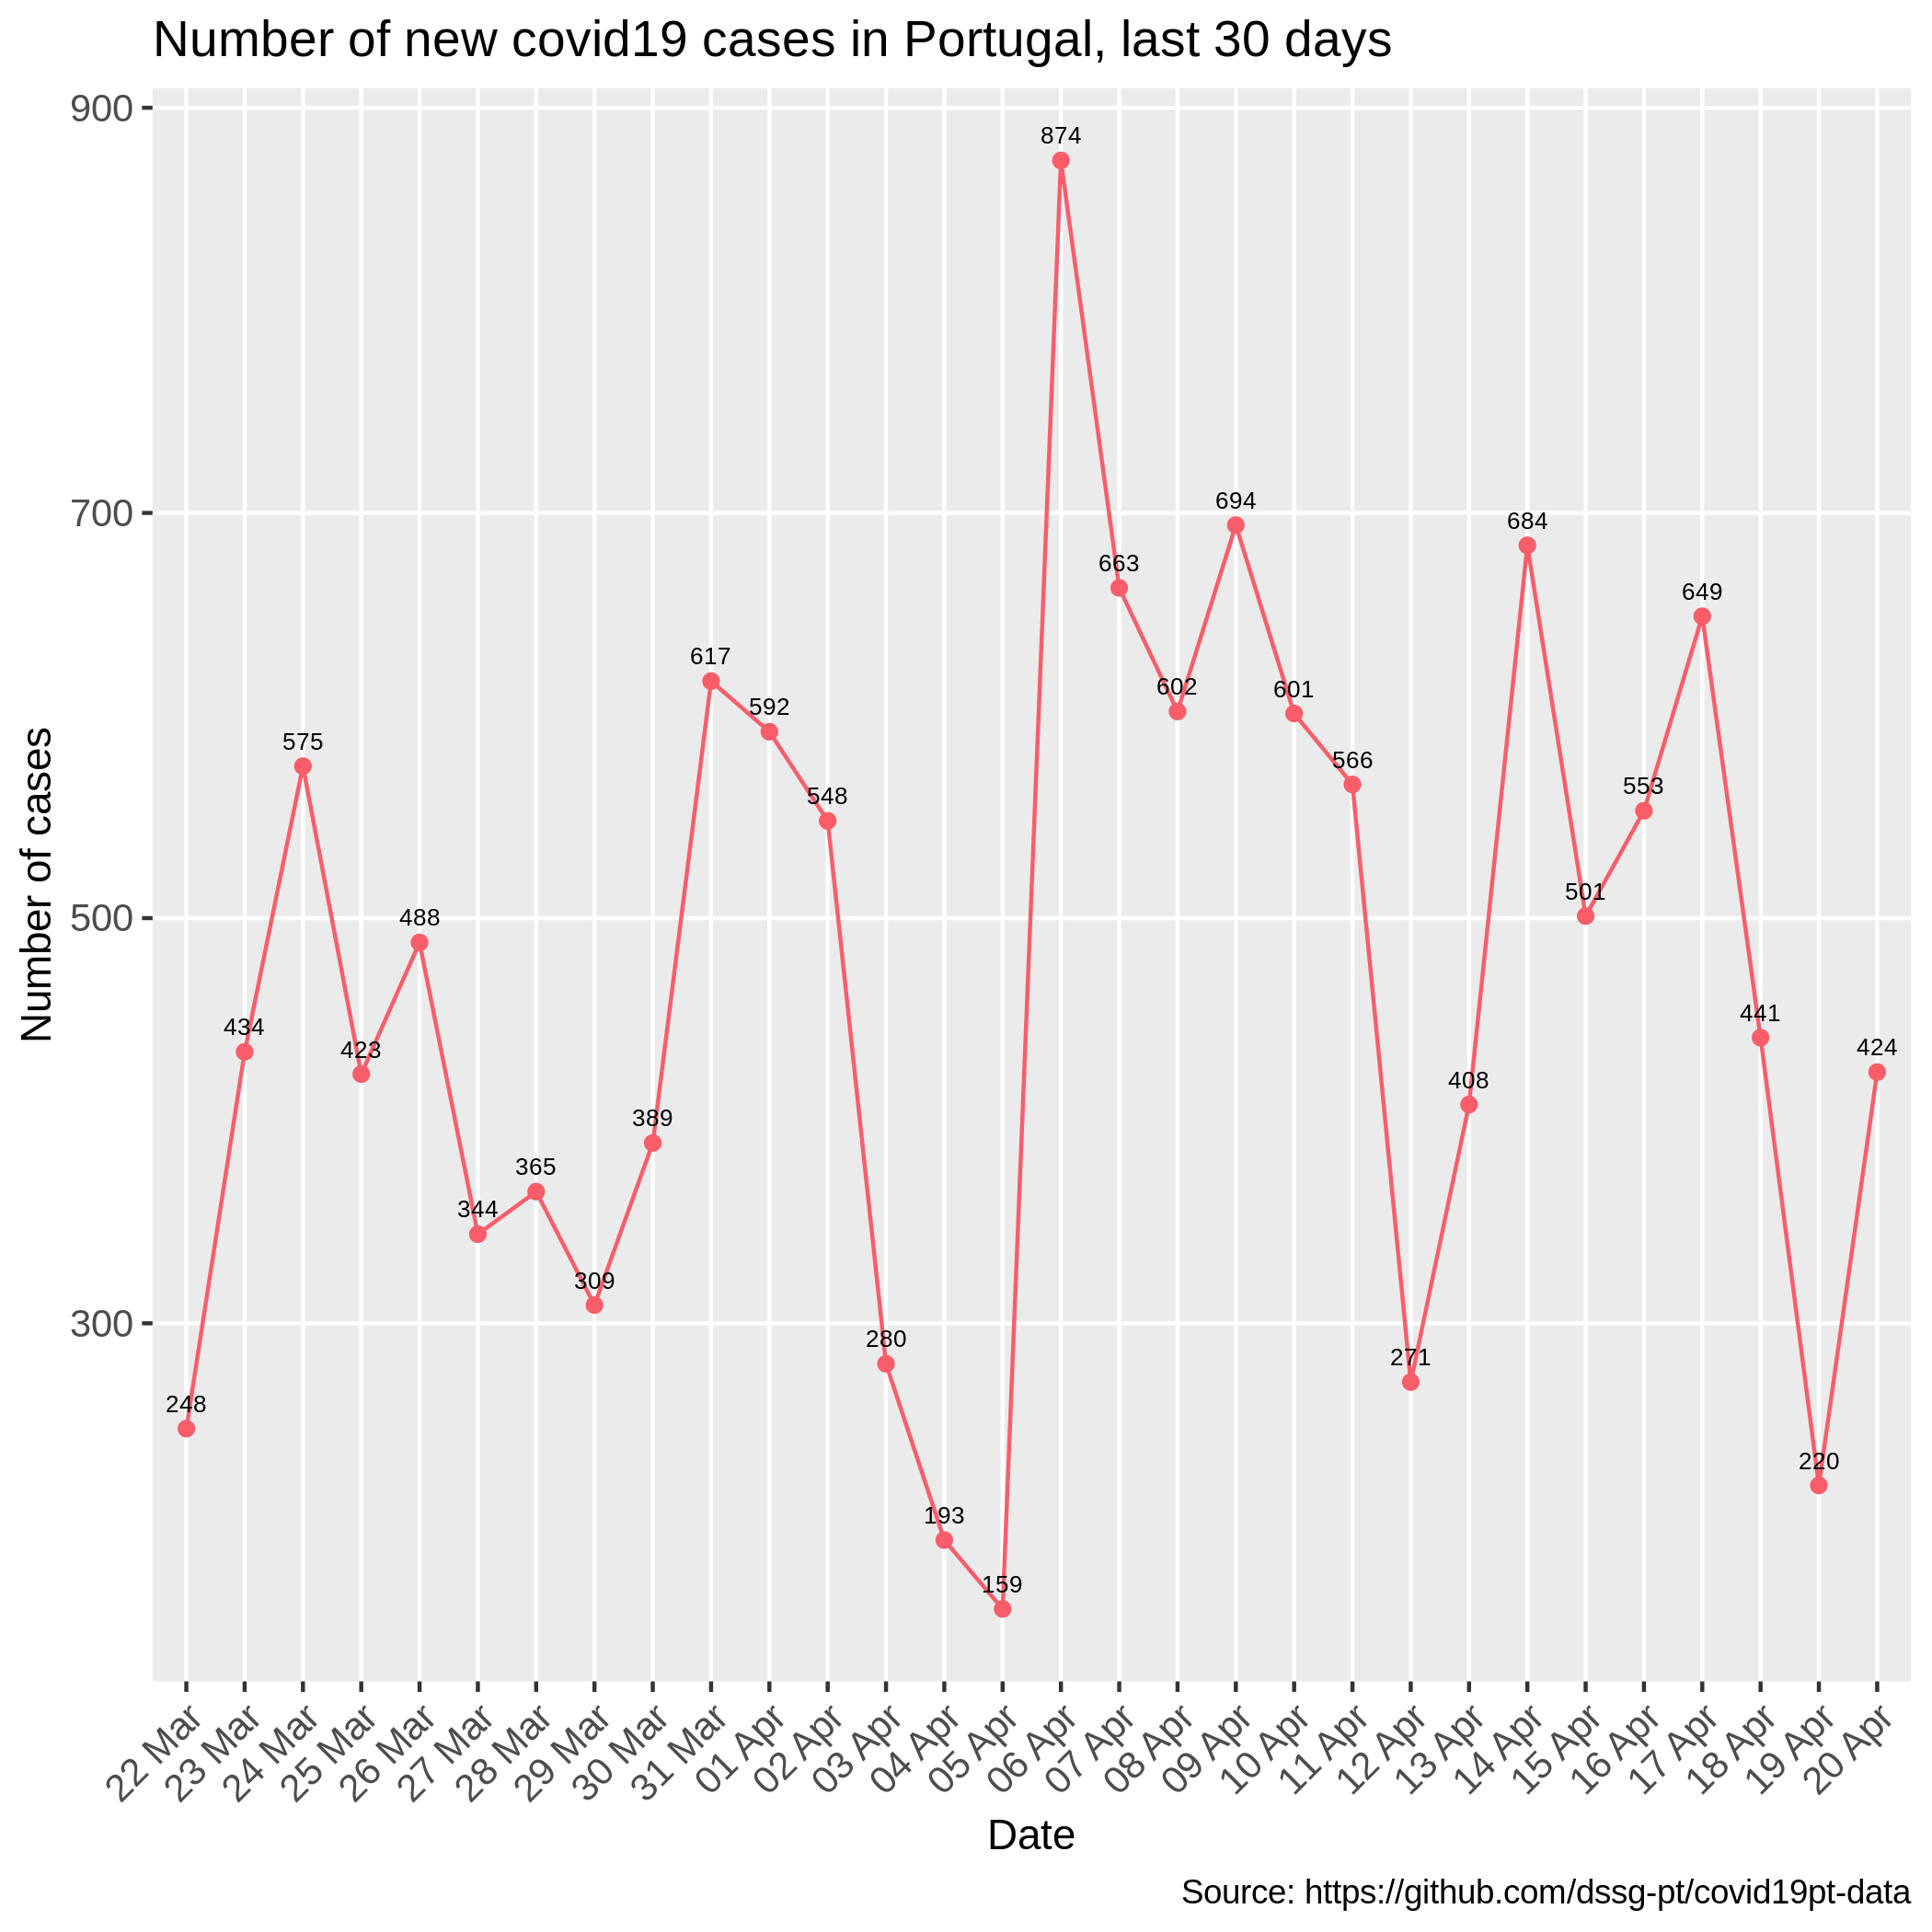 Number of new covid19 cases in Portugal, last 30 days
900
700
500
300
Number of cases
248
434
575
423
488
344
365
309
389
617
592
548
280
193
159
874
663
602
694
601
566
271
408
684
501
553
649
441
220
424
22 Mar
23 Mar
24 Mar
25 Mar
26 Mar
27 Mar
28 Mar
29 Mar
30 Mar
31 Mar
01 Apr
02 Apr
03 Apr
04 Apr
05 Apr
06 Apr
07 Apr
08 Apr
09 Apr
10 Apr
11 Apr
12 Apr
13 Apr
14 Apr
15 Apr
16 Apr
17 Apr
18 Apr
19 Apr
20 Apr
Date
Source: https://github.com/dssg-pt/covid19pt-data